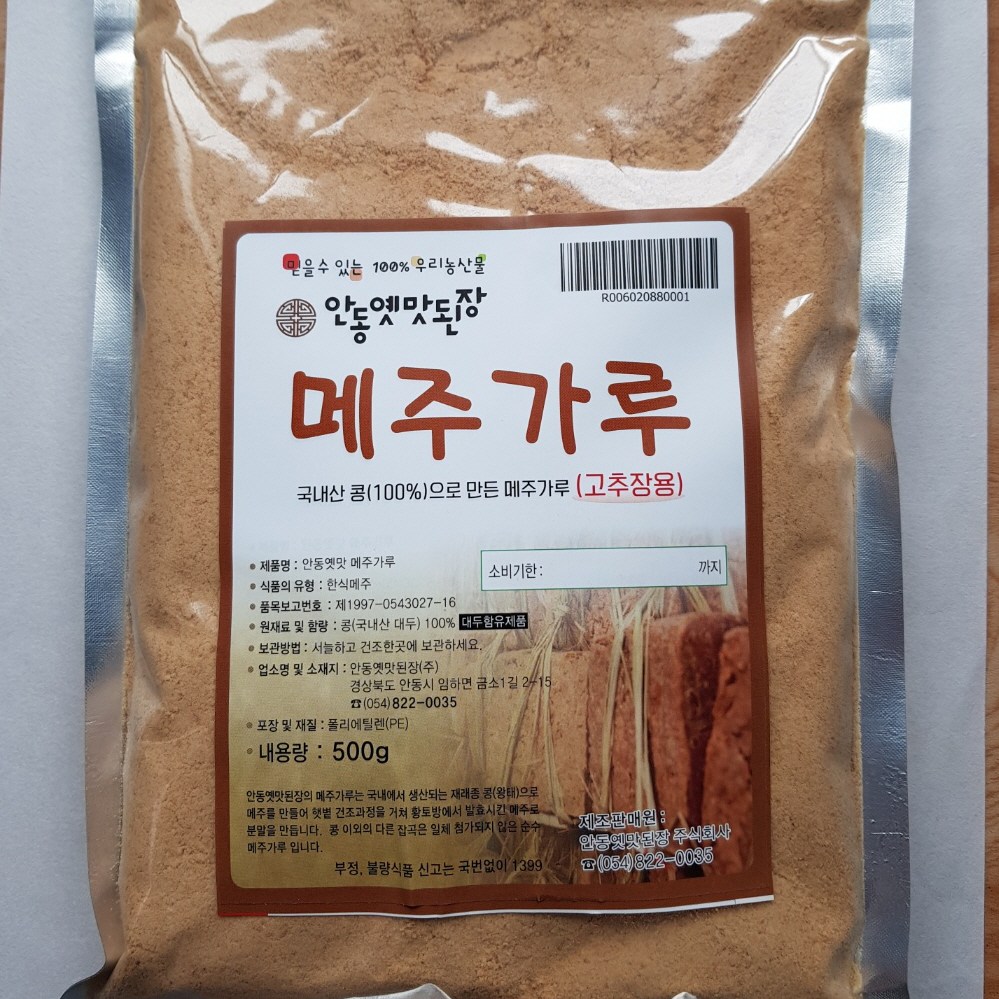 믿을수 있는 100% 우리농산물
R006020880001
안동옛맛된장
메주가루
국내산 콩(100%)으로 만든 메주가루 (고추장용)
제품명 : 안동옛맛 메주가루
소비기한 : 까지
식품의 유형 : 한식메주
품목보고번호 : 제1997-0543027-16
원재료 및 함량 : 콩(국내산 대두) 100% 대두함유제품
보관방법 : 서늘하고 건조한곳에 보관하세요.
업소명 및 소재지 : 안동옛맛된장(주)
경상북도 안동시 임하면 금소1길 2-15
☎(054)822-0035
포장 및 재질 : 폴리에틸렌(PE)
내용량 : 500g
안동옛맛된장의 메주가루는 국내에서 생산되는 재래종 콩(왕태)으로
메주를 만들어 햇볕 건조과정을 거쳐 황토방에서 발효시킨 메주로
분말을 만듭니다. 콩 이외의 다른 잡곡은 일체 첨가되지 않은 순수
메주가루 입니다.
부정, 불량식품 신고는 국번없이 1399
제조판매원 :
안동옛맛된장 주식회사
☎(054)822-0035